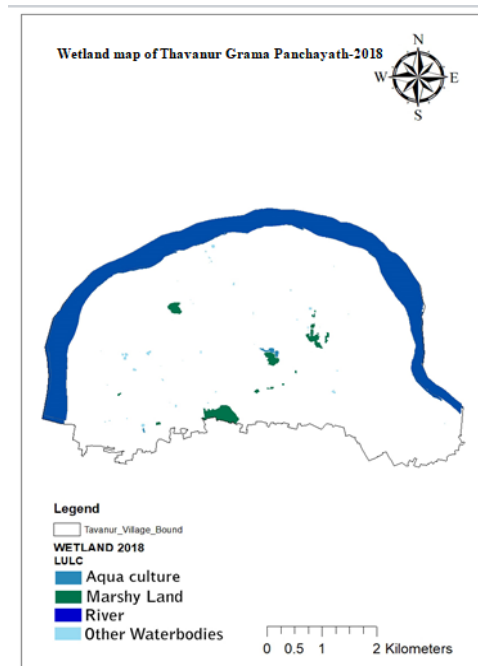 Wetland map of Thavanur Grama Panchayath-2018
N
W E
S
Legend
Tavanur_Village_Bound
WETLAND 2018
LULC
Aqua culture
Marshy Land
River
Other Waterbodies
0 0.5 1 2 Kilometers